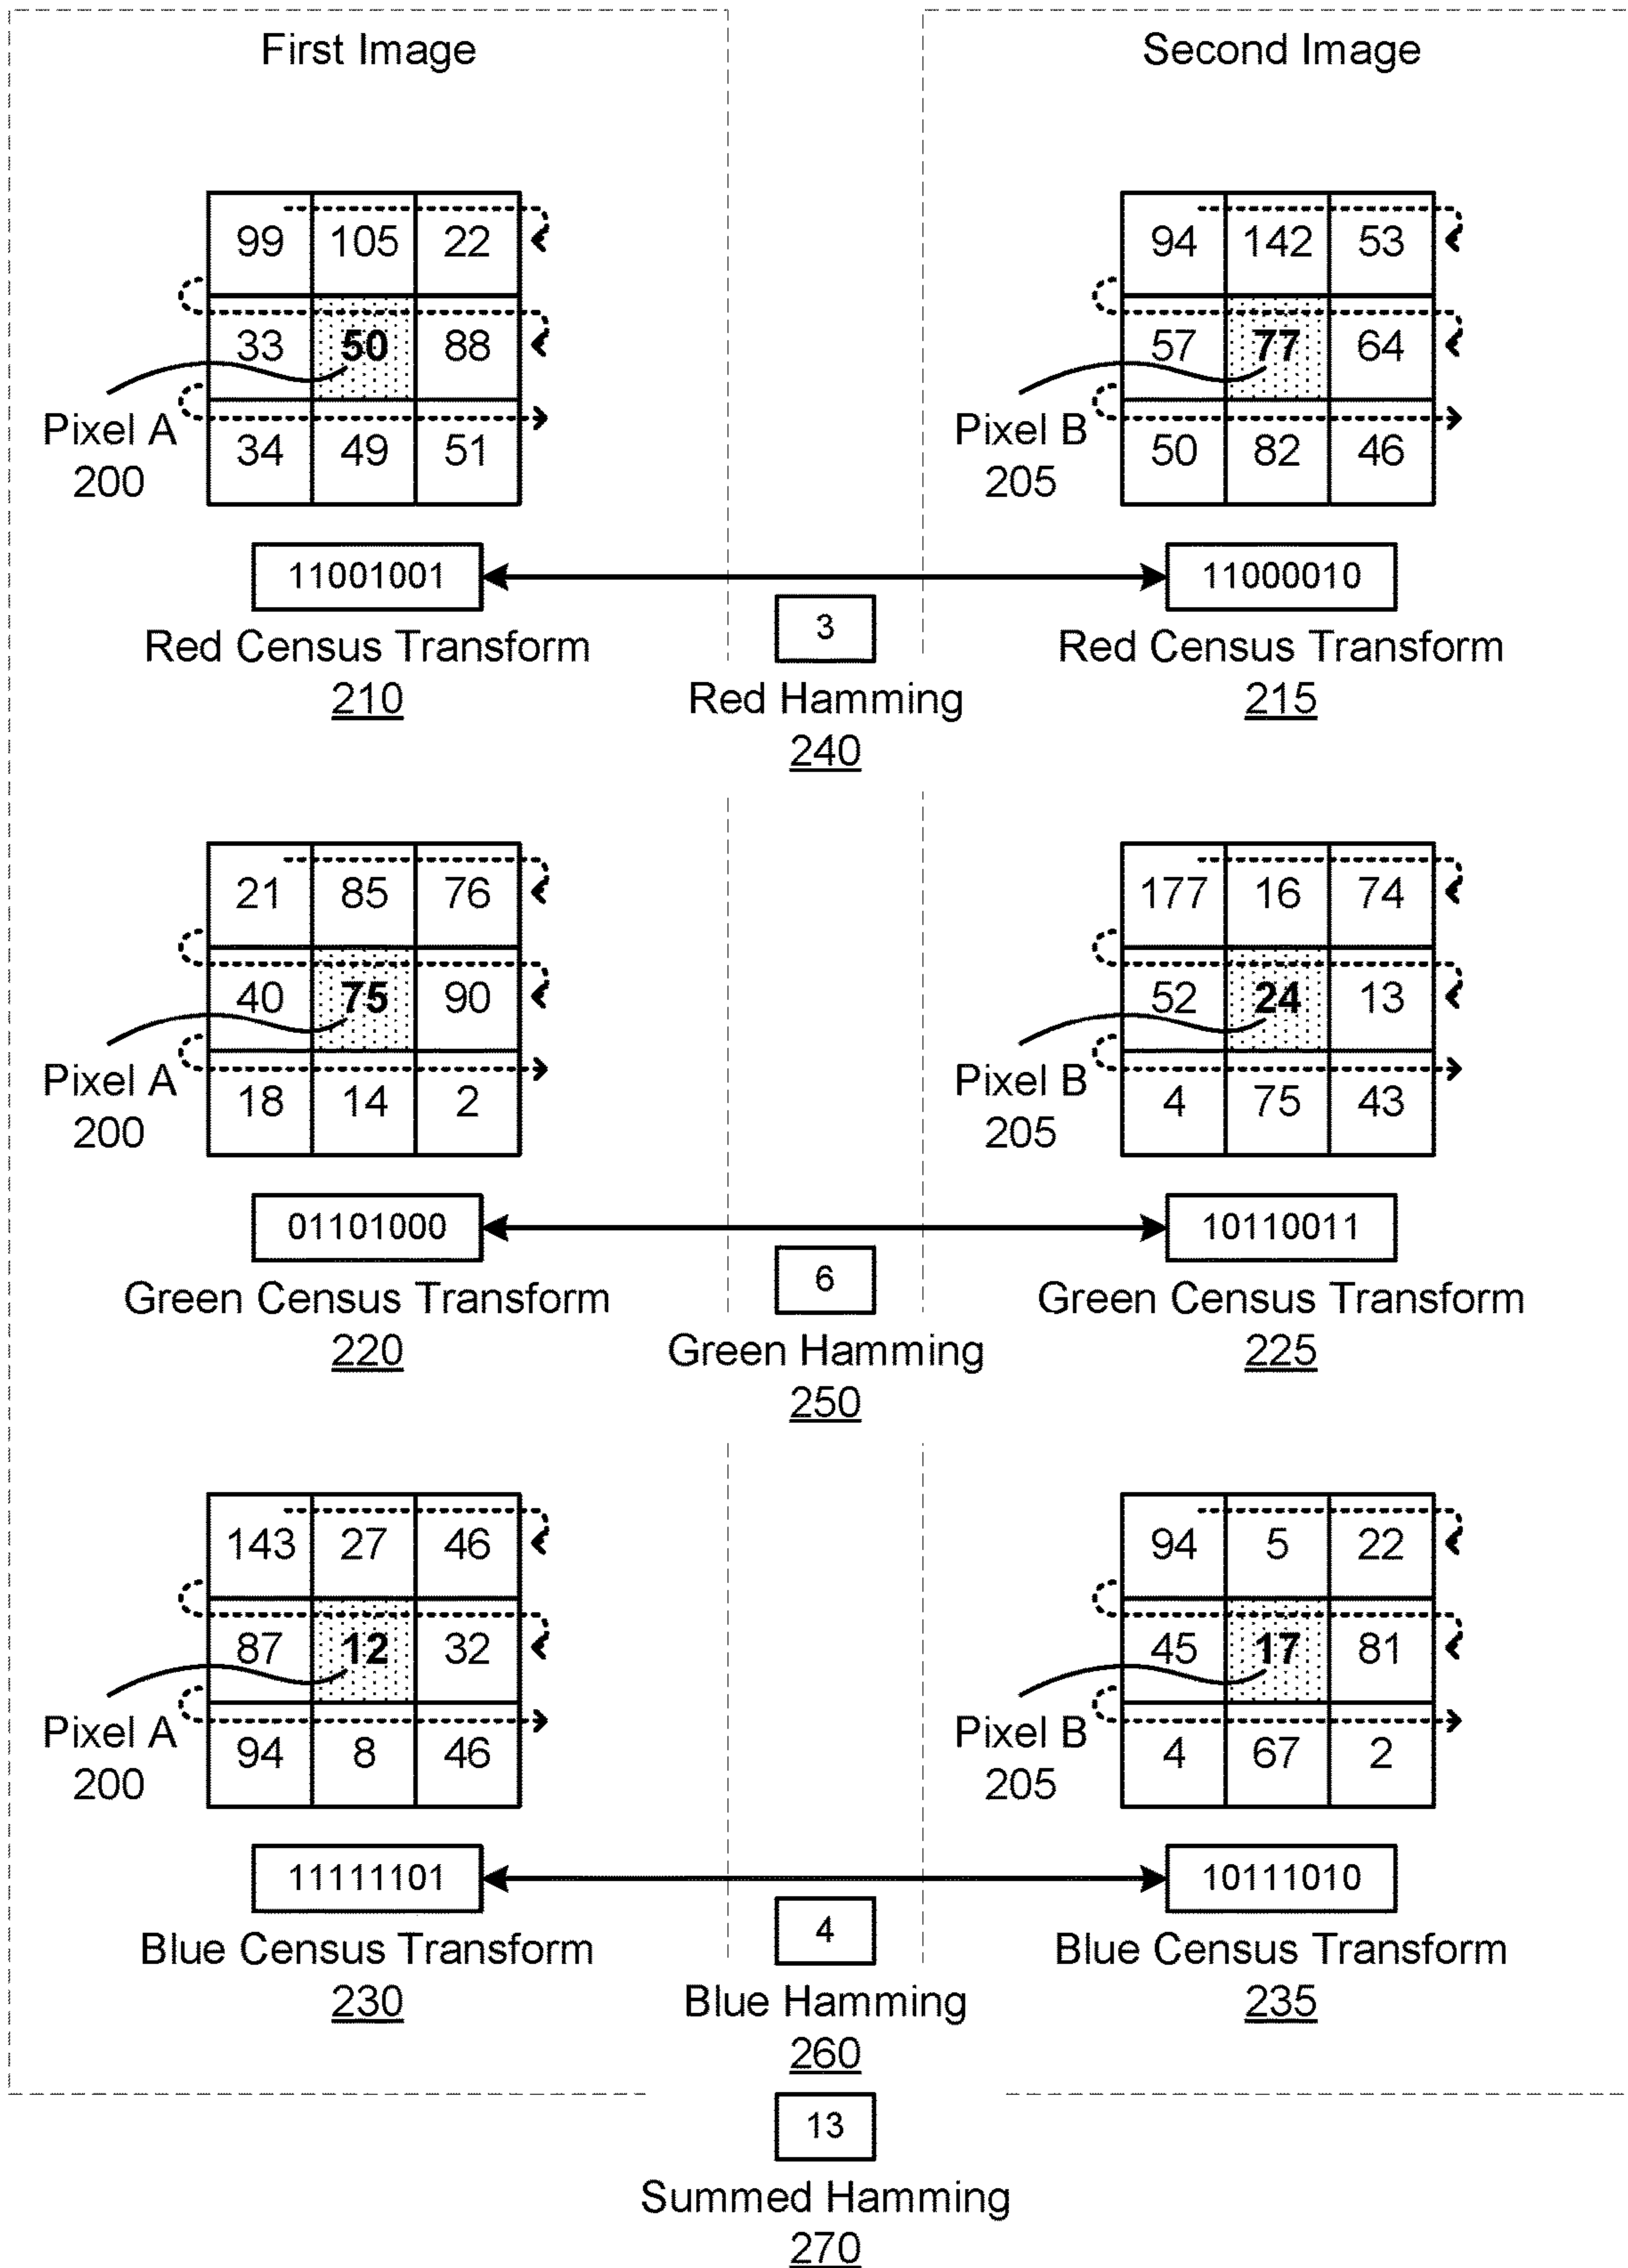 First Image
Second Image
99 105 22
33 50 88
34 49 51
Pixel A
200
94 142 53
57 77 64
50 82 46
Pixel B
205
11001001
11000010
3
Red Census Transform
210
Red Hamming
240
Red Census Transform
215
21 85 76
40 75 90
18 14 2
Pixel A
200
177 16 74
52 24 13
4 75 43
Pixel B
205
01101000
10110011
6
Green Census Transform
220
Green Hamming
250
Green Census Transform
225
143 27 46
87 12 32
94 8 46
Pixel A
200
94 5 22
45 17 81
4 67 2
Pixel B
205
11111101
10111010
4
Blue Census Transform
230
Blue Hamming
260
Blue Census Transform
235
13
Summed Hamming
270